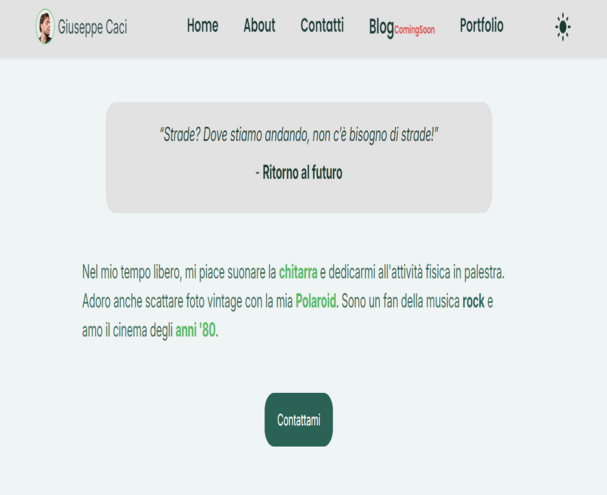 Giuseppe Caci Home About Contatti BlogComingSoon Portfolio
“Strade? Dove stiamo andando, non c’è bisogno di strade!”
- Ritorno al futuro
Nel mio tempo libero, mi piace suonare la chitarra e dedicarmi all'attività fisica in palestra.
Adoro anche scattare foto vintage con la mia Polaroid. Sono un fan della musica rock e
amo il cinema degli anni '80.
Contattami